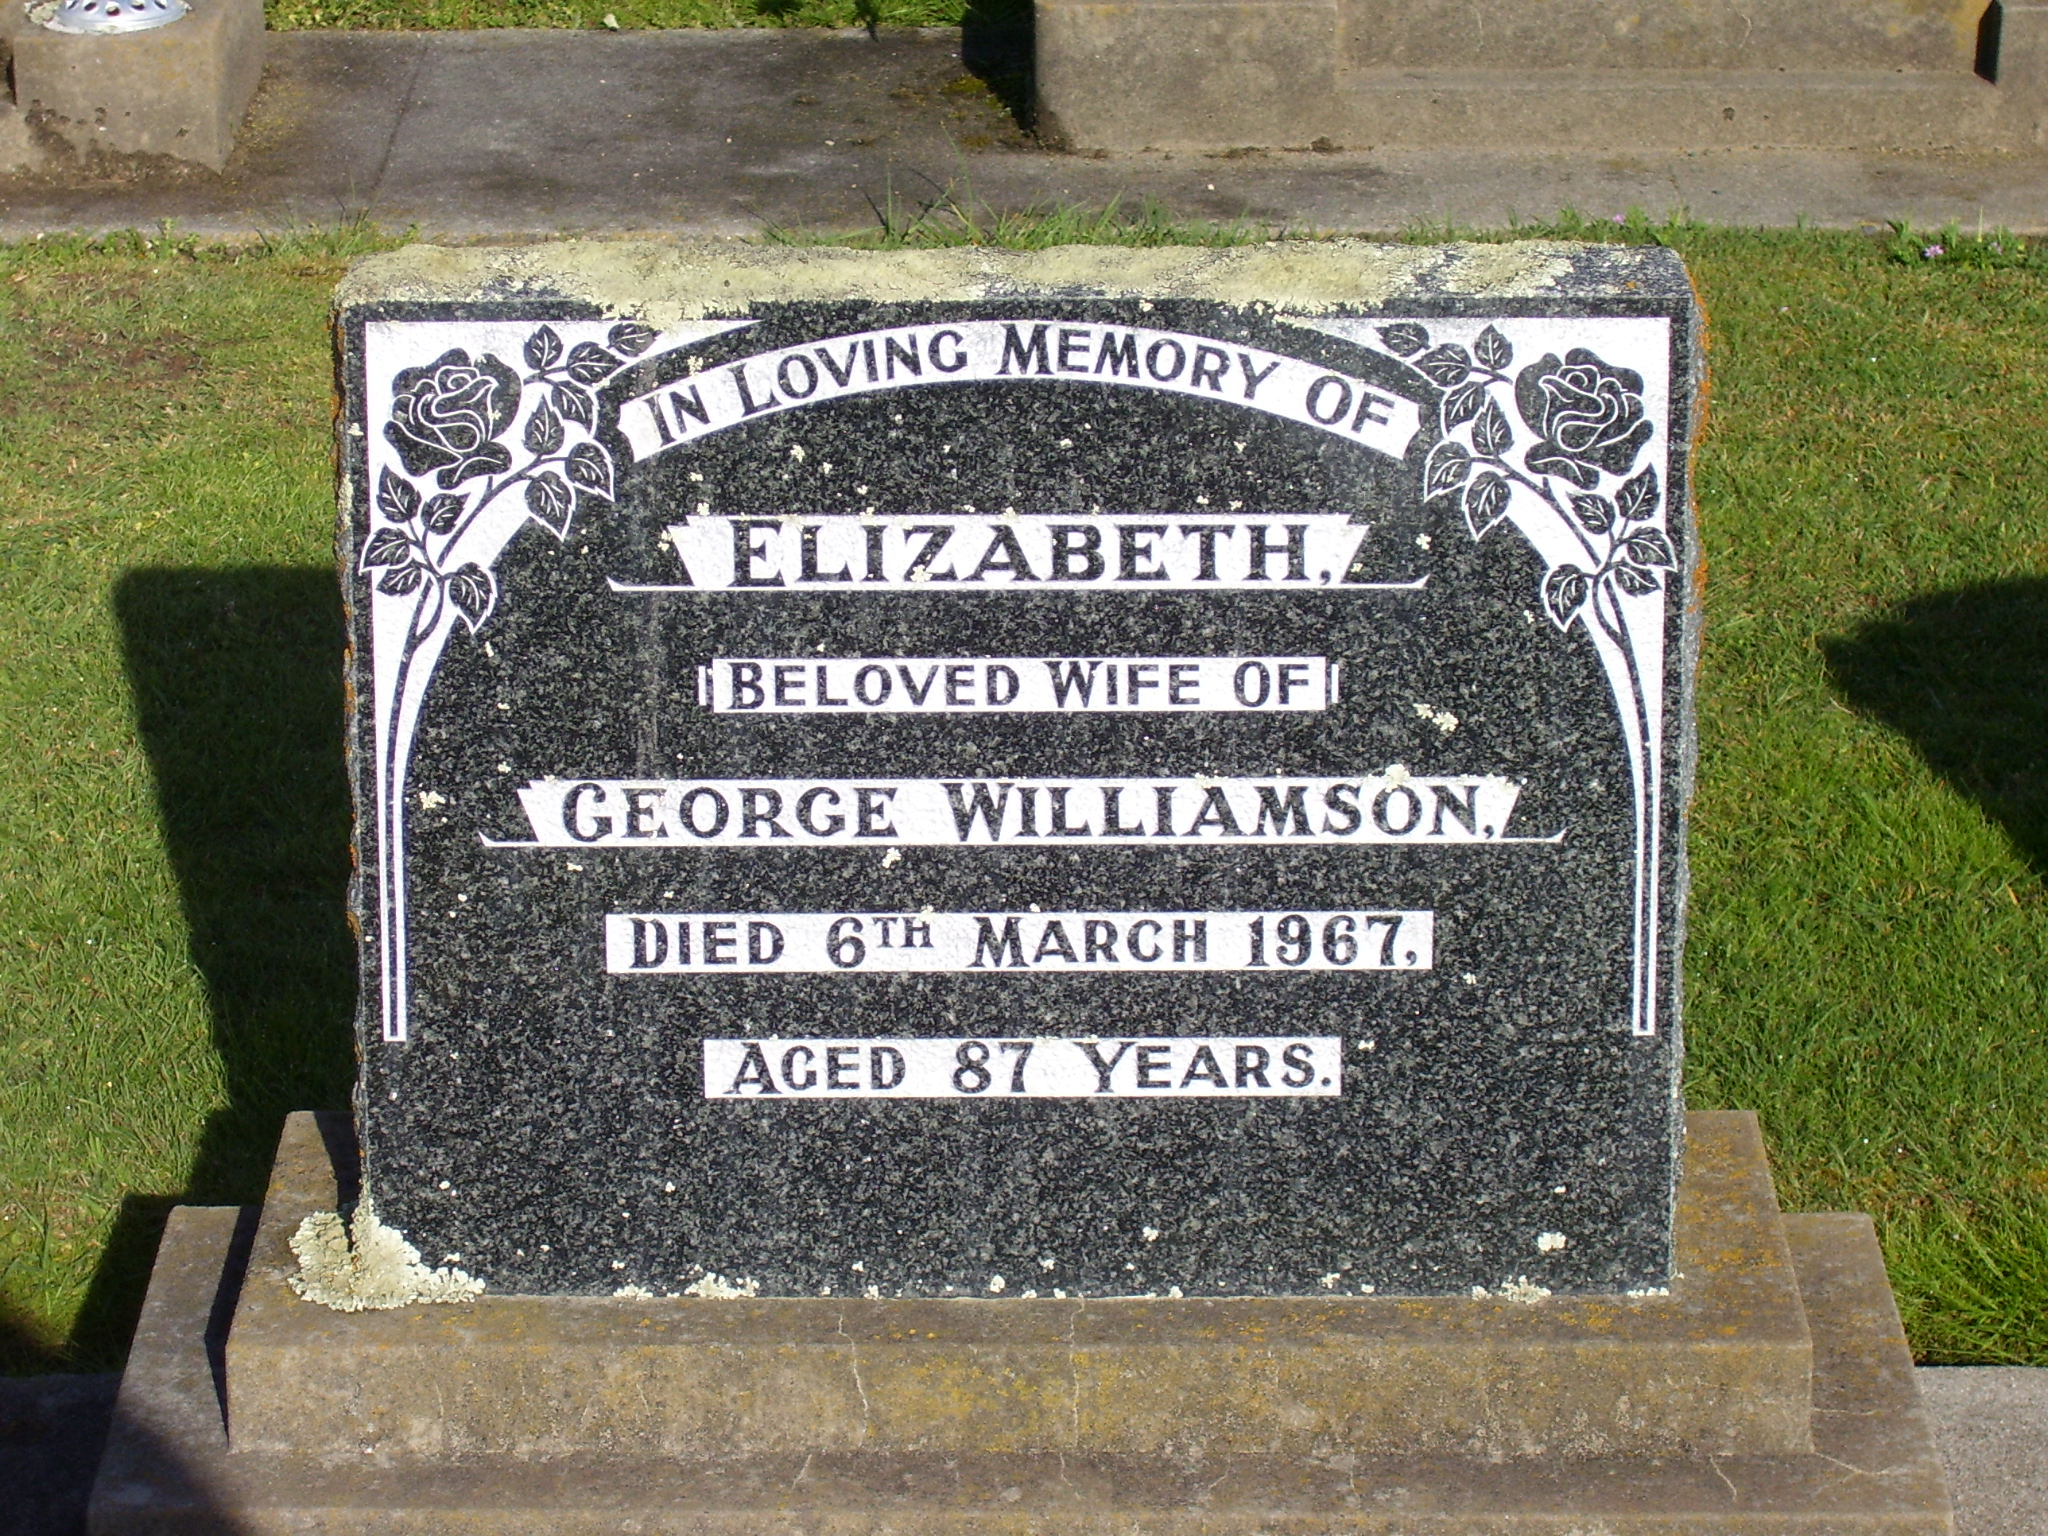 IN LOVING MEMORY OF
ELIZABETH,
BELOVED WIFE OF
GEORGE WILLIAMSON,
DIED 6TH MARCH 1967,
AGED 87 YEARS.